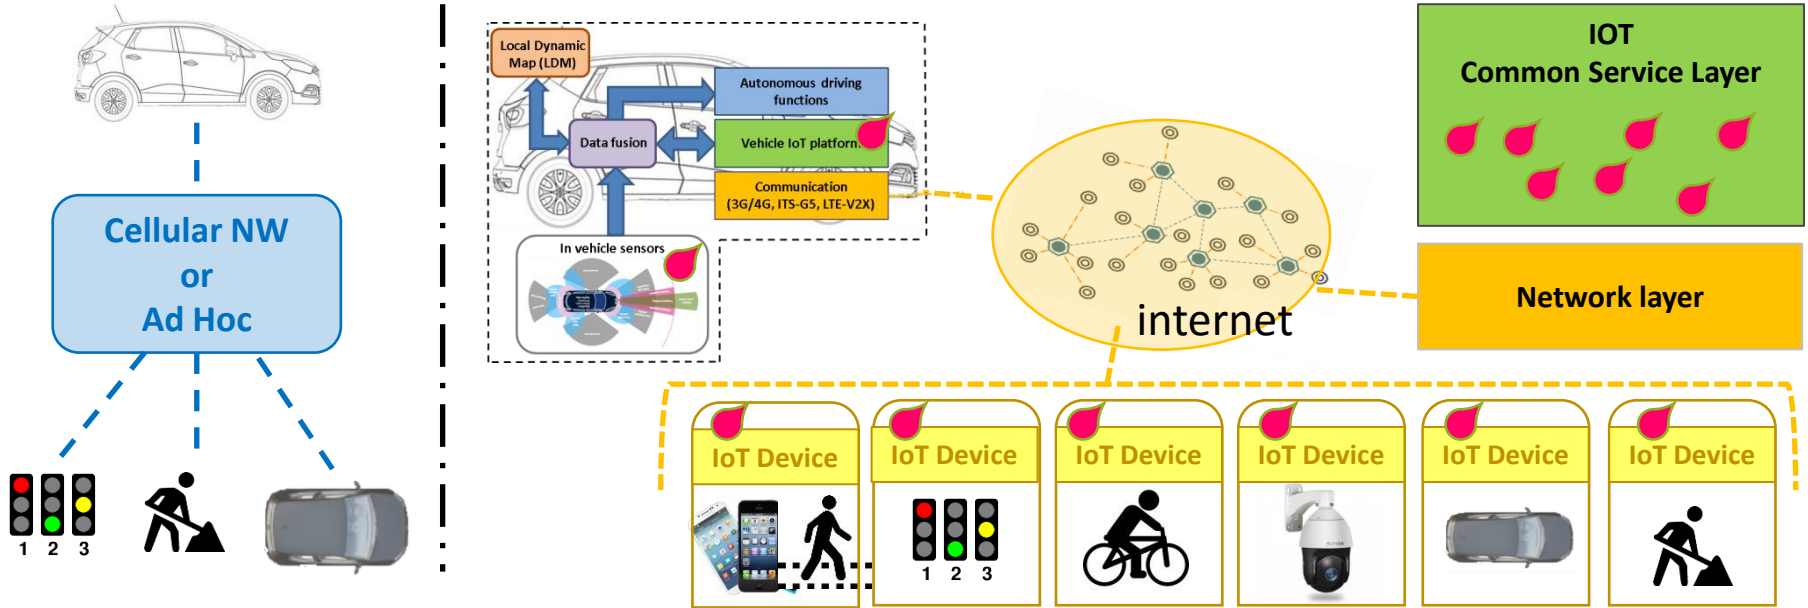 Cellular NW
or
Ad Hoc
1 2 3
Local Dynamic
Map (LDM)
Autonomous driving
functions
Data fusion
Vehicle IoT platform
Communication
(3G/4G, ITS-G5, LTE-V2X)
In vehicle sensors
internet
IOT
Common Service Layer
Network layer
IoT Device
IoT Device
IoT Device
IoT Device
IoT Device
IoT Device
1 2 3